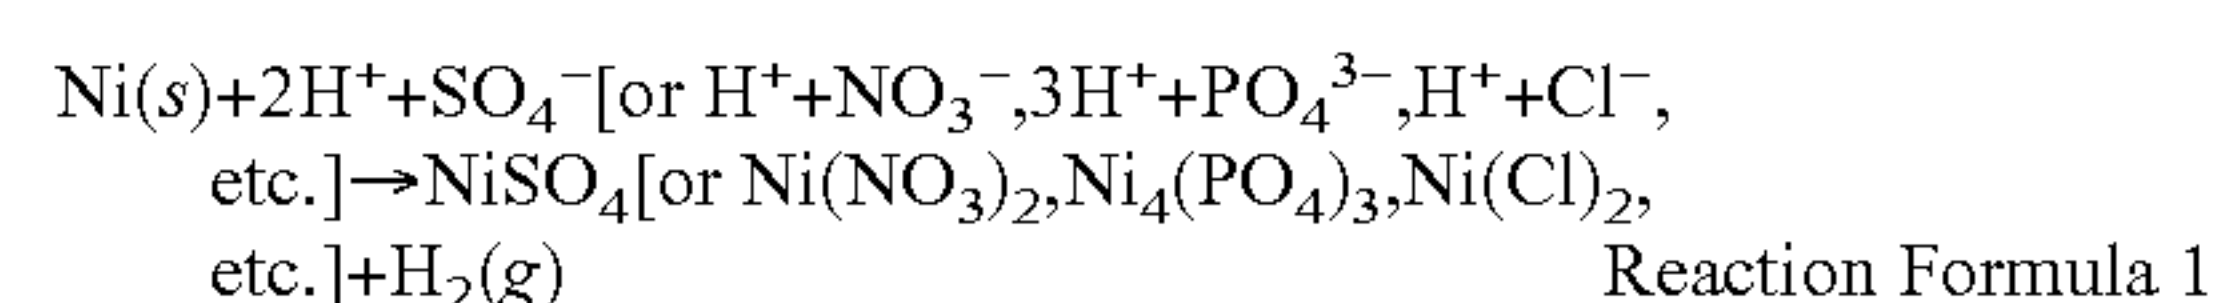 Ni(s)+2H⁺+SO₄⁻[or H⁺+NO₃⁻,3H⁺+PO₄³⁻,H⁺+Cl⁻,
etc.]→NiSO₄[or Ni(NO₃)₂,Ni₄(PO₄)₃,Ni(Cl)₂,
etc.]+H₂(g) Reaction Formula 1